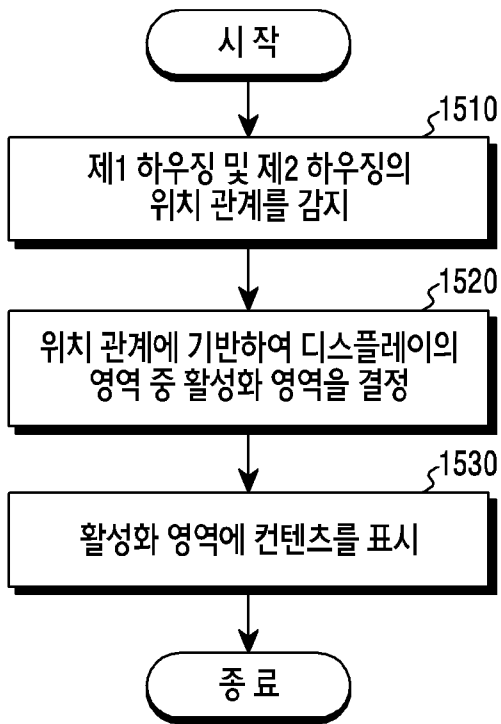 시작
1510
제1 하우징 및 제2 하우징의
위치 관계를 감지
1520
위치 관계에 기반하여 디스플레이의
영역 중 활성화 영역을 결정
1530
활성화 영역에 컨텐츠를 표시
종료